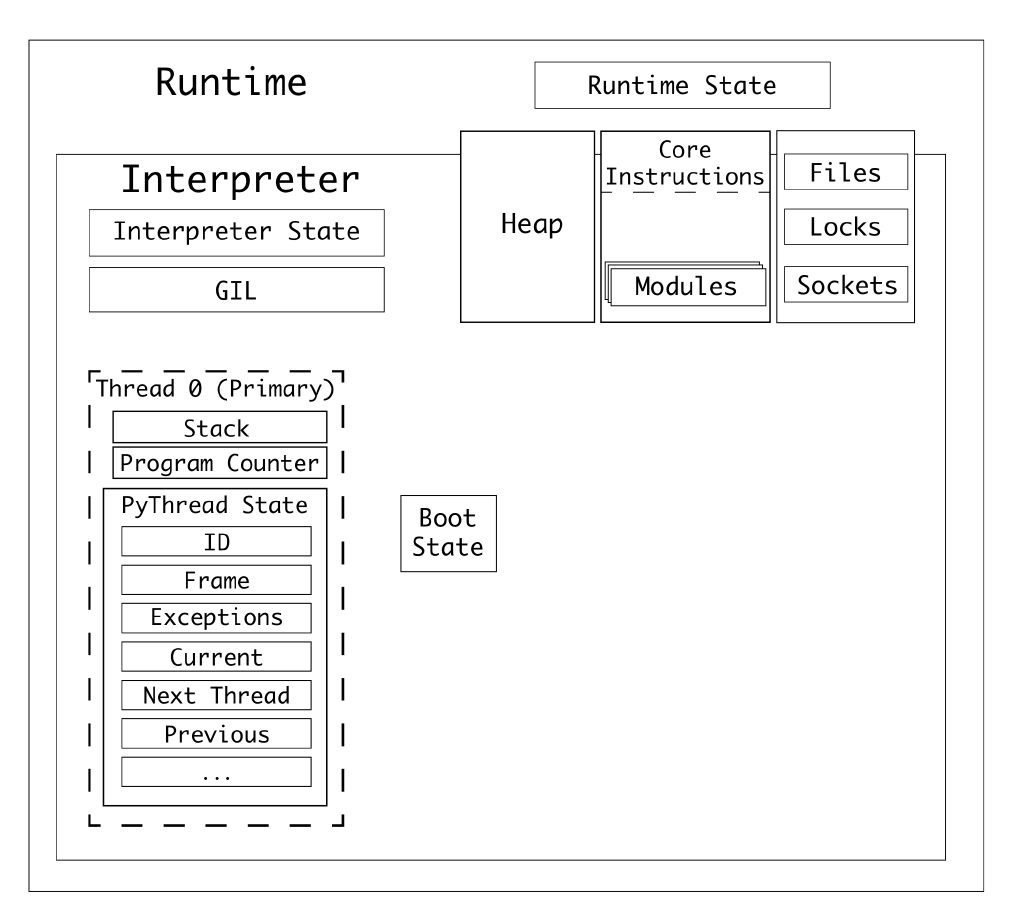 Runtime
Runtime State
Interpreter
Interpreter State
GIL
Heap
Core
Instructions
Modules
Files
Locks
Sockets
Thread 0 (Primary)
Stack
Program Counter
PyThread State
ID
Frame
Exceptions
Current
Next Thread
Previous
...
Boot
State